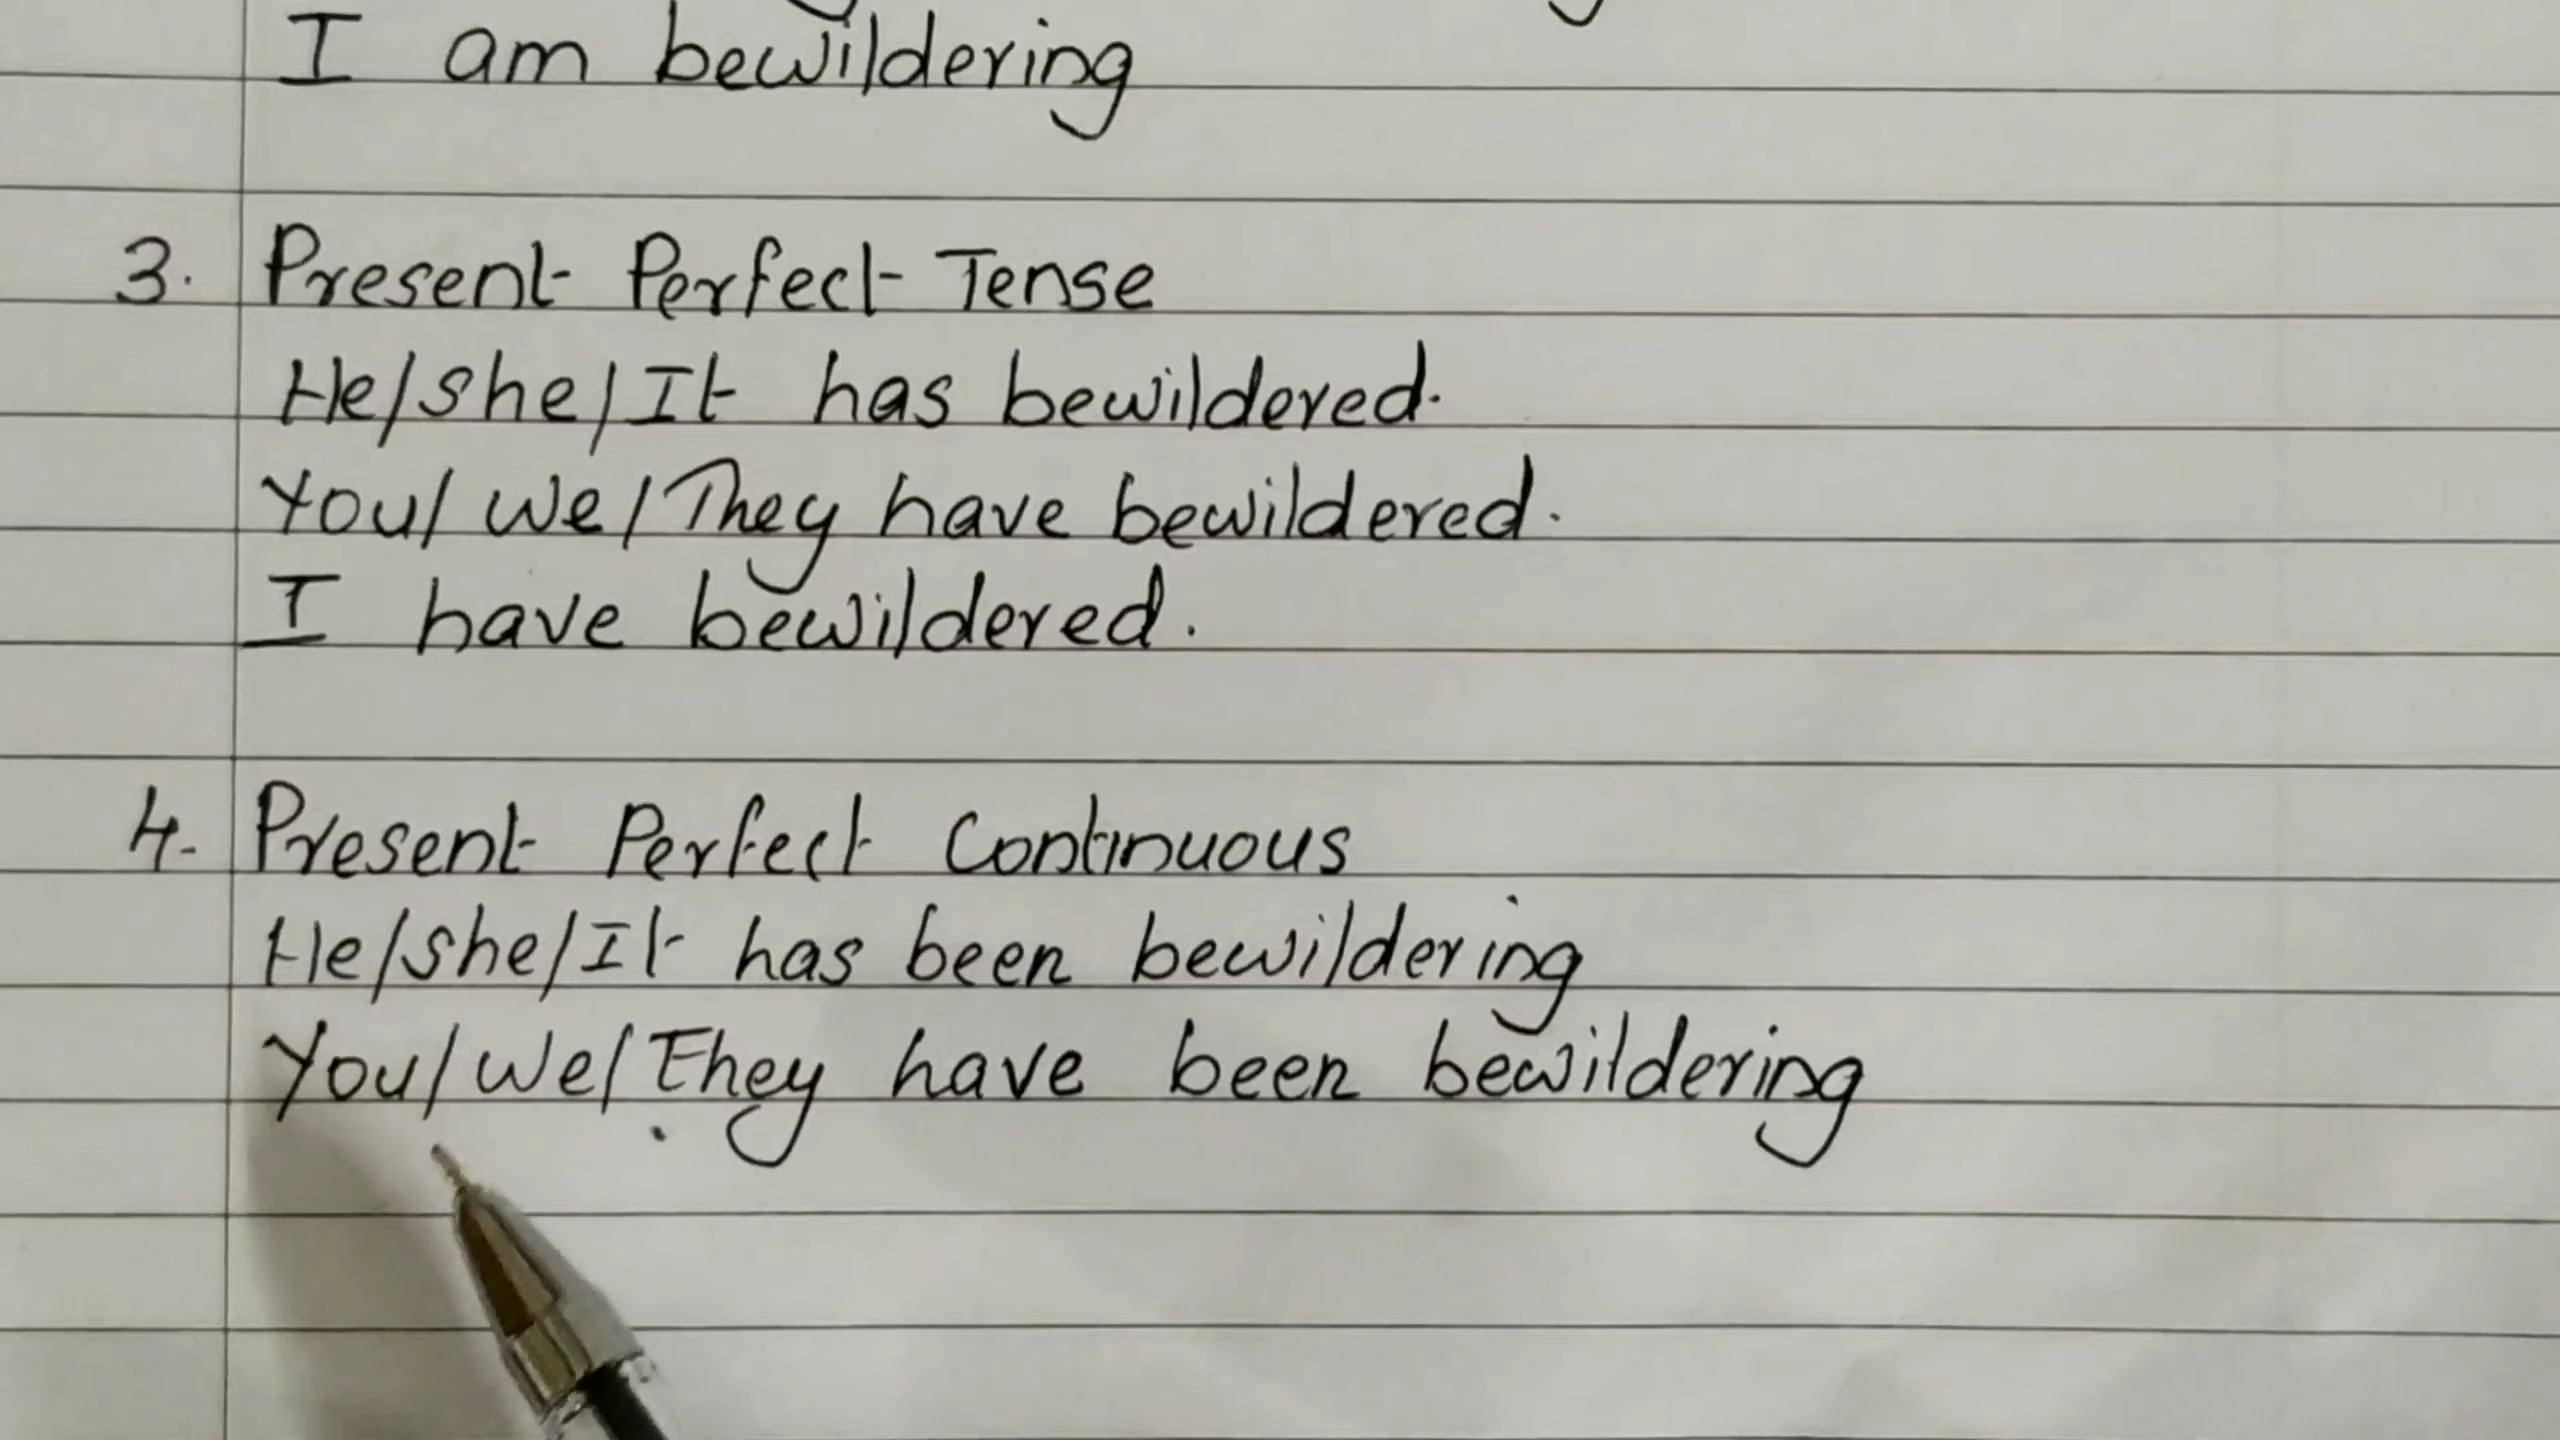 I am bewildering
3. Present Perfect Tense
He/She/It has bewildered.
You/We/They have bewildered.
I have bewildered.
4. Present Perfect Continuous
He/She/It has been bewildering
You/We/They have been bewildering